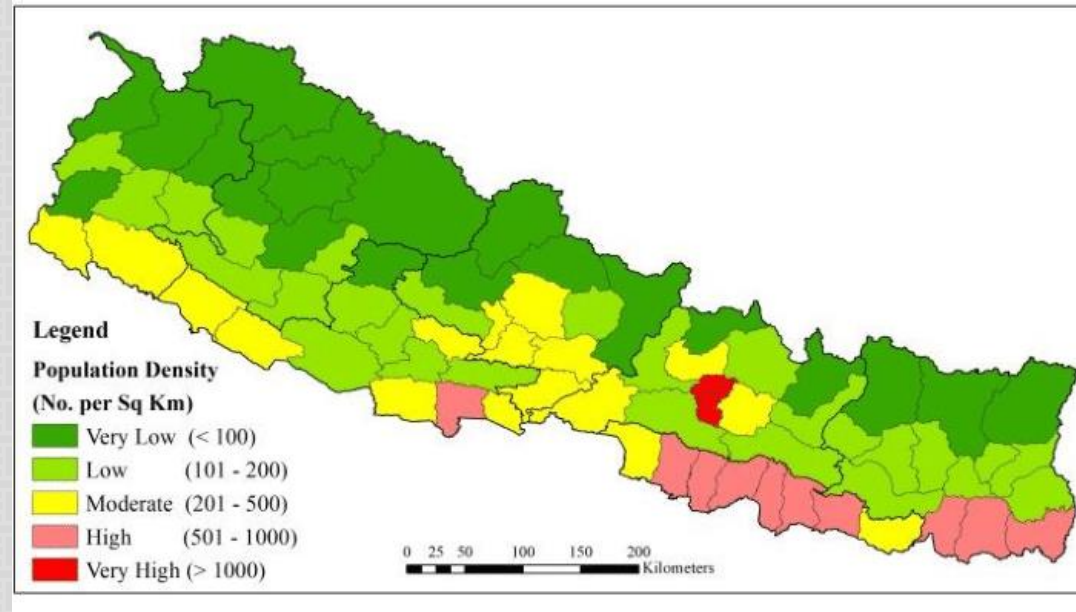 Legend
Population Density
(No. per Sq Km)
Very Low (< 100)
Low (101 - 200)
Moderate (201 - 500)
High (501 - 1000)
Very High (> 1000)
0 25 50 100 150 200
Kilometers